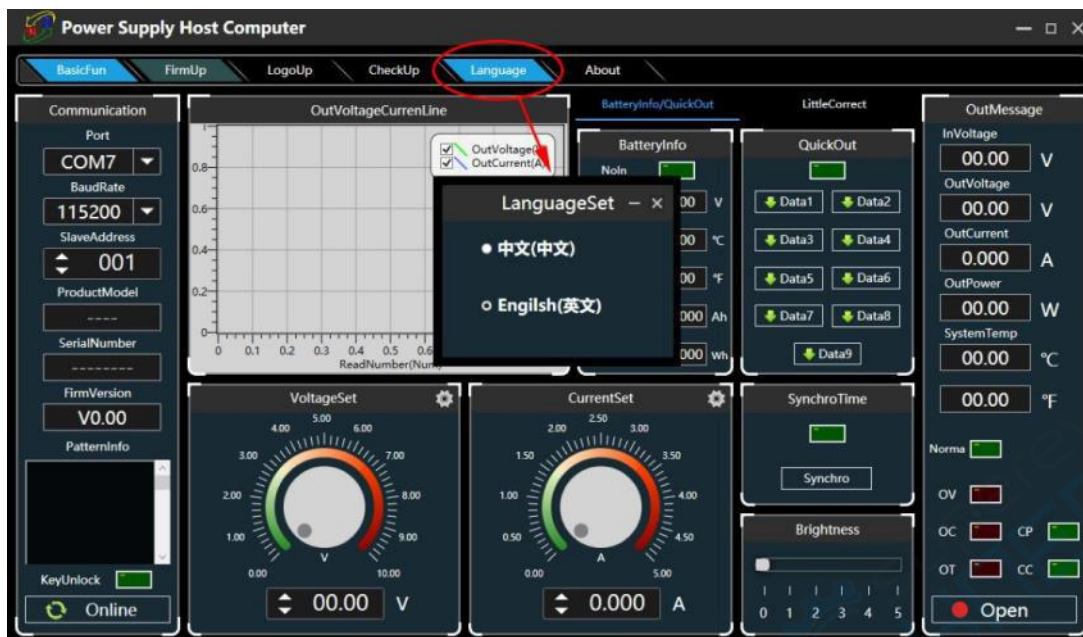 Power Supply Host Computer
BasicFun FirmUp LogoUp CheckUp Language About
Communication
Port
COM7
BaudRate
115200
SlaveAddress
001
ProductModel
----
SerialNumber
--------
FirmVersion
V0.00
PatternInfo
KeyUnlock
Online
OutVoltageCurrenLine
1
0.8
0.6
0.4
0.2
0
0 0.1 0.2 0.3 0.4 0.5
ReadNumber(Num)
OutVoltage(
OutCurrent(A)
LanguageSet
中文(中文)
Engilsh(英文)
BatteryInfo/QuickOut LittleCorrect
BatteryInfo
NoIn
V
℃
℉
Ah
Wh
QuickOut
Data1 Data2
Data3 Data4
Data5 Data6
Data7 Data8
Data9
VoltageSet
0.00 1.00 2.00 3.00 4.00 5.00 6.00 7.00 8.00 9.00 10.00
V
00.00 V
CurrentSet
0.00 0.50 1.00 1.50 2.00 2.50 3.00 3.50 4.00 4.50 5.00
A
0.000 A
SynchroTime
Synchro
Brightness
0 1 2 3 4 5
OutMessage
InVoltage
00.00 V
OutVoltage
00.00 V
OutCurrent
0.000 A
OutPower
00.00 W
SystemTemp
00.00 ℃
00.00 ℉
Norma
OV
OC CP
OT CC
Open